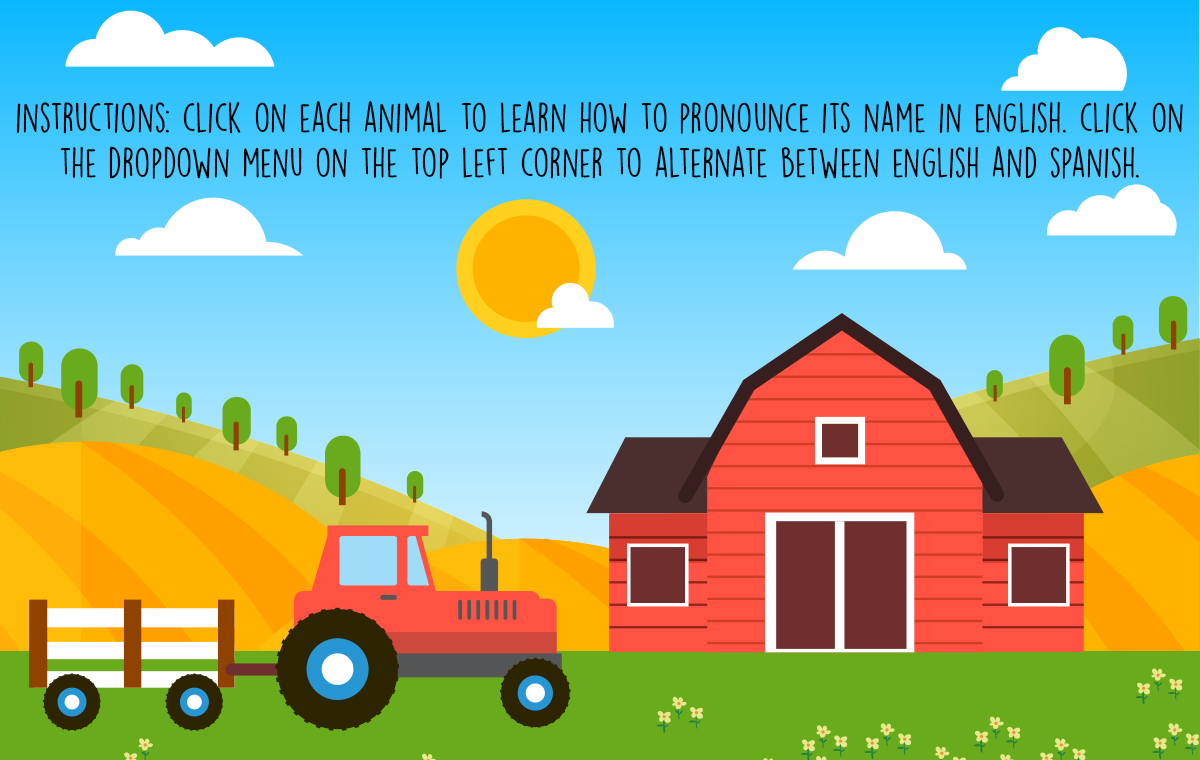 INSTRUCTIONS: CLICK ON EACH ANIMAL TO LEARN HOW TO PRONOUNCE ITS NAME IN ENGLISH. CLICK ON
THE DROPDOWN MENU ON THE TOP LEFT CORNER TO ALTERNATE BETWEEN ENGLISH AND SPANISH.